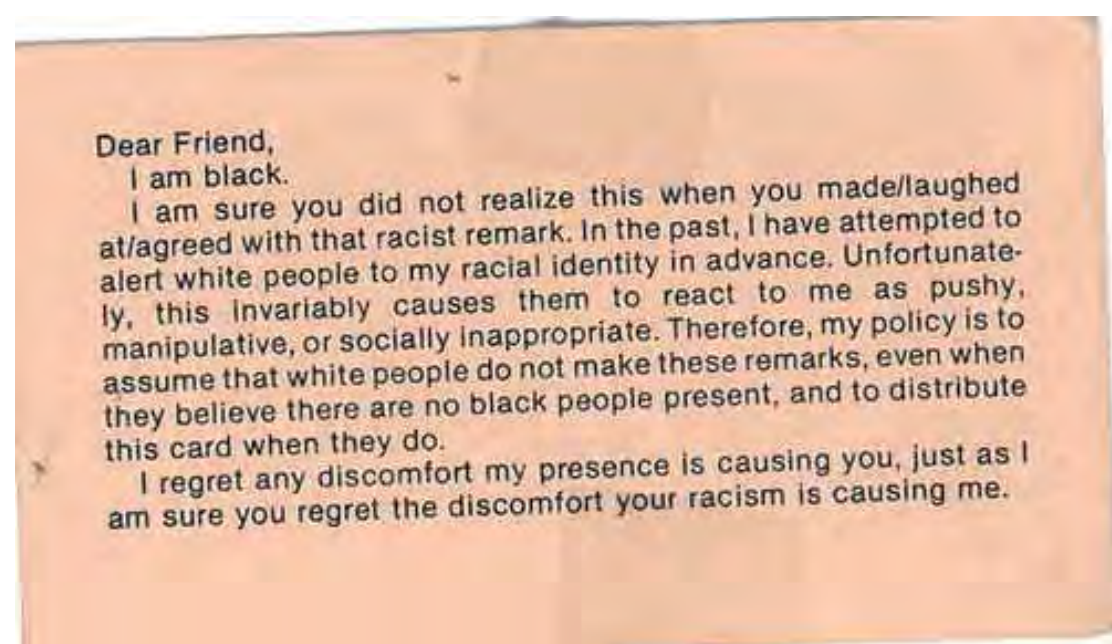 Dear Friend,
I am black.
I am sure you did not realize this when you made/laughed
at/agreed with that racist remark. In the past, I have attempted to
alert white people to my racial identity in advance. Unfortunate-
ly, this invariably causes them to react to me as pushy,
manipulative, or socially inappropriate. Therefore, my policy is to
assume that white people do not make these remarks, even when
they believe there are no black people present, and to distribute
this card when they do.
I regret any discomfort my presence is causing you, just as I
am sure you regret the discomfort your racism is causing me.